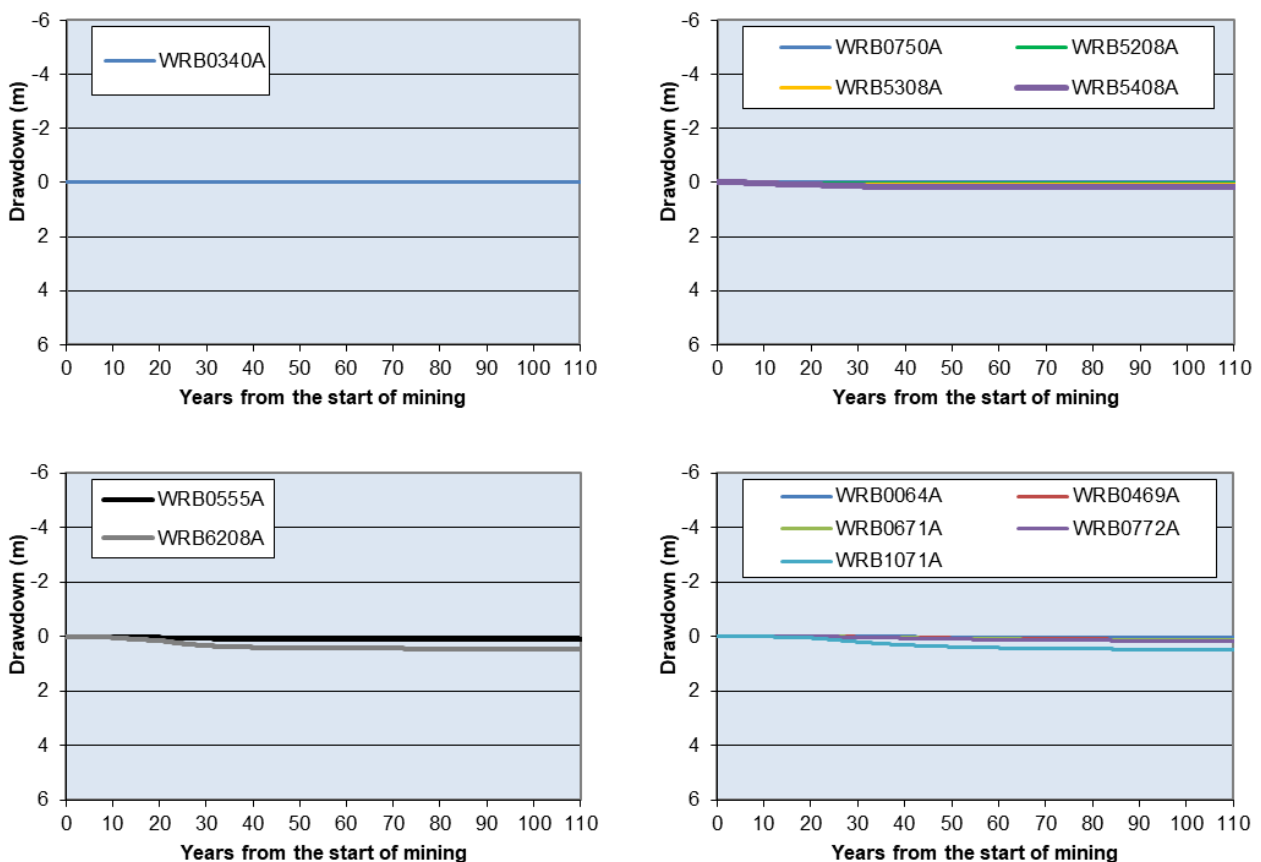 -6
-4
-2
0
2
4
6
Drawdown (m)
WRB0340A
0 10 20 30 40 50 60 70 80 90 100 110
Years from the start of mining
-6
-4
-2
0
2
4
6
Drawdown (m)
WRB0750A WRB5208A
WRB5308A WRB5408A
0 10 20 30 40 50 60 70 80 90 100 110
Years from the start of mining
-6
-4
-2
0
2
4
6
Drawdown (m)
WRB0555A
WRB6208A
0 10 20 30 40 50 60 70 80 90 100 110
Years from the start of mining
-6
-4
-2
0
2
4
6
Drawdown (m)
WRB0064A WRB0469A
WRB0671A WRB0772A
WRB1071A
0 10 20 30 40 50 60 70 80 90 100 110
Years from the start of mining